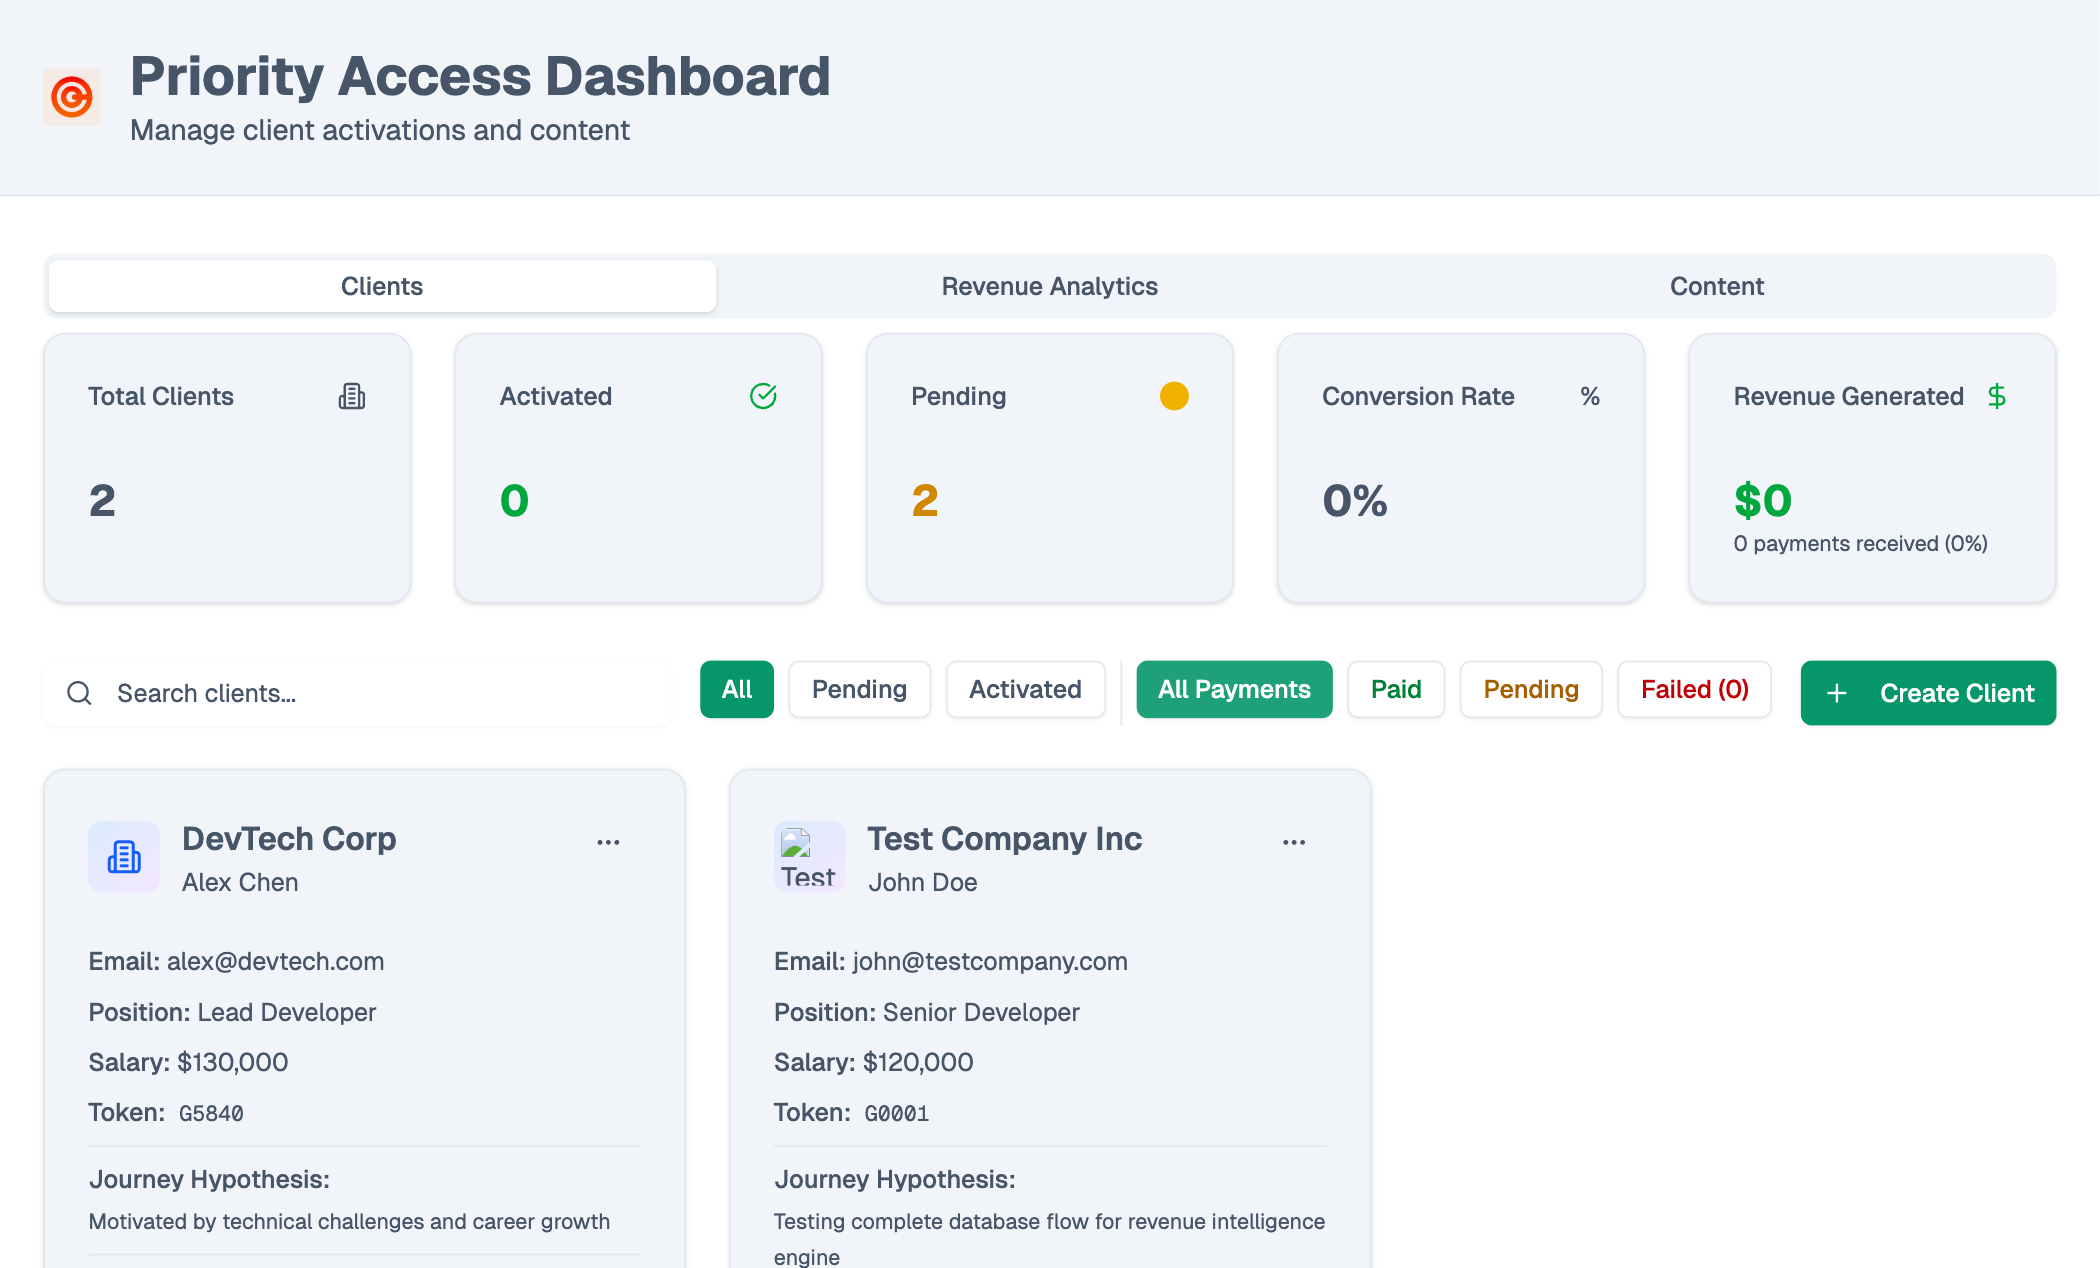 Priority Access Dashboard
Manage client activations and content
Clients
Revenue Analytics
Content
Total Clients
2
Activated
0
Pending
2
Conversion Rate %
0%
Revenue Generated $
$0
0 payments received (0%)
Search clients...
All
Pending
Activated
All Payments
Paid
Pending
Failed (0)
+ Create Client
DevTech Corp
Alex Chen
Email: alex@devtech.com
Position: Lead Developer
Salary: $130,000
Token: G5840
Journey Hypothesis:
Motivated by technical challenges and career growth
Test
Test Company Inc
John Doe
Email: john@testcompany.com
Position: Senior Developer
Salary: $120,000
Token: G0001
Journey Hypothesis:
Testing complete database flow for revenue intelligence
engine